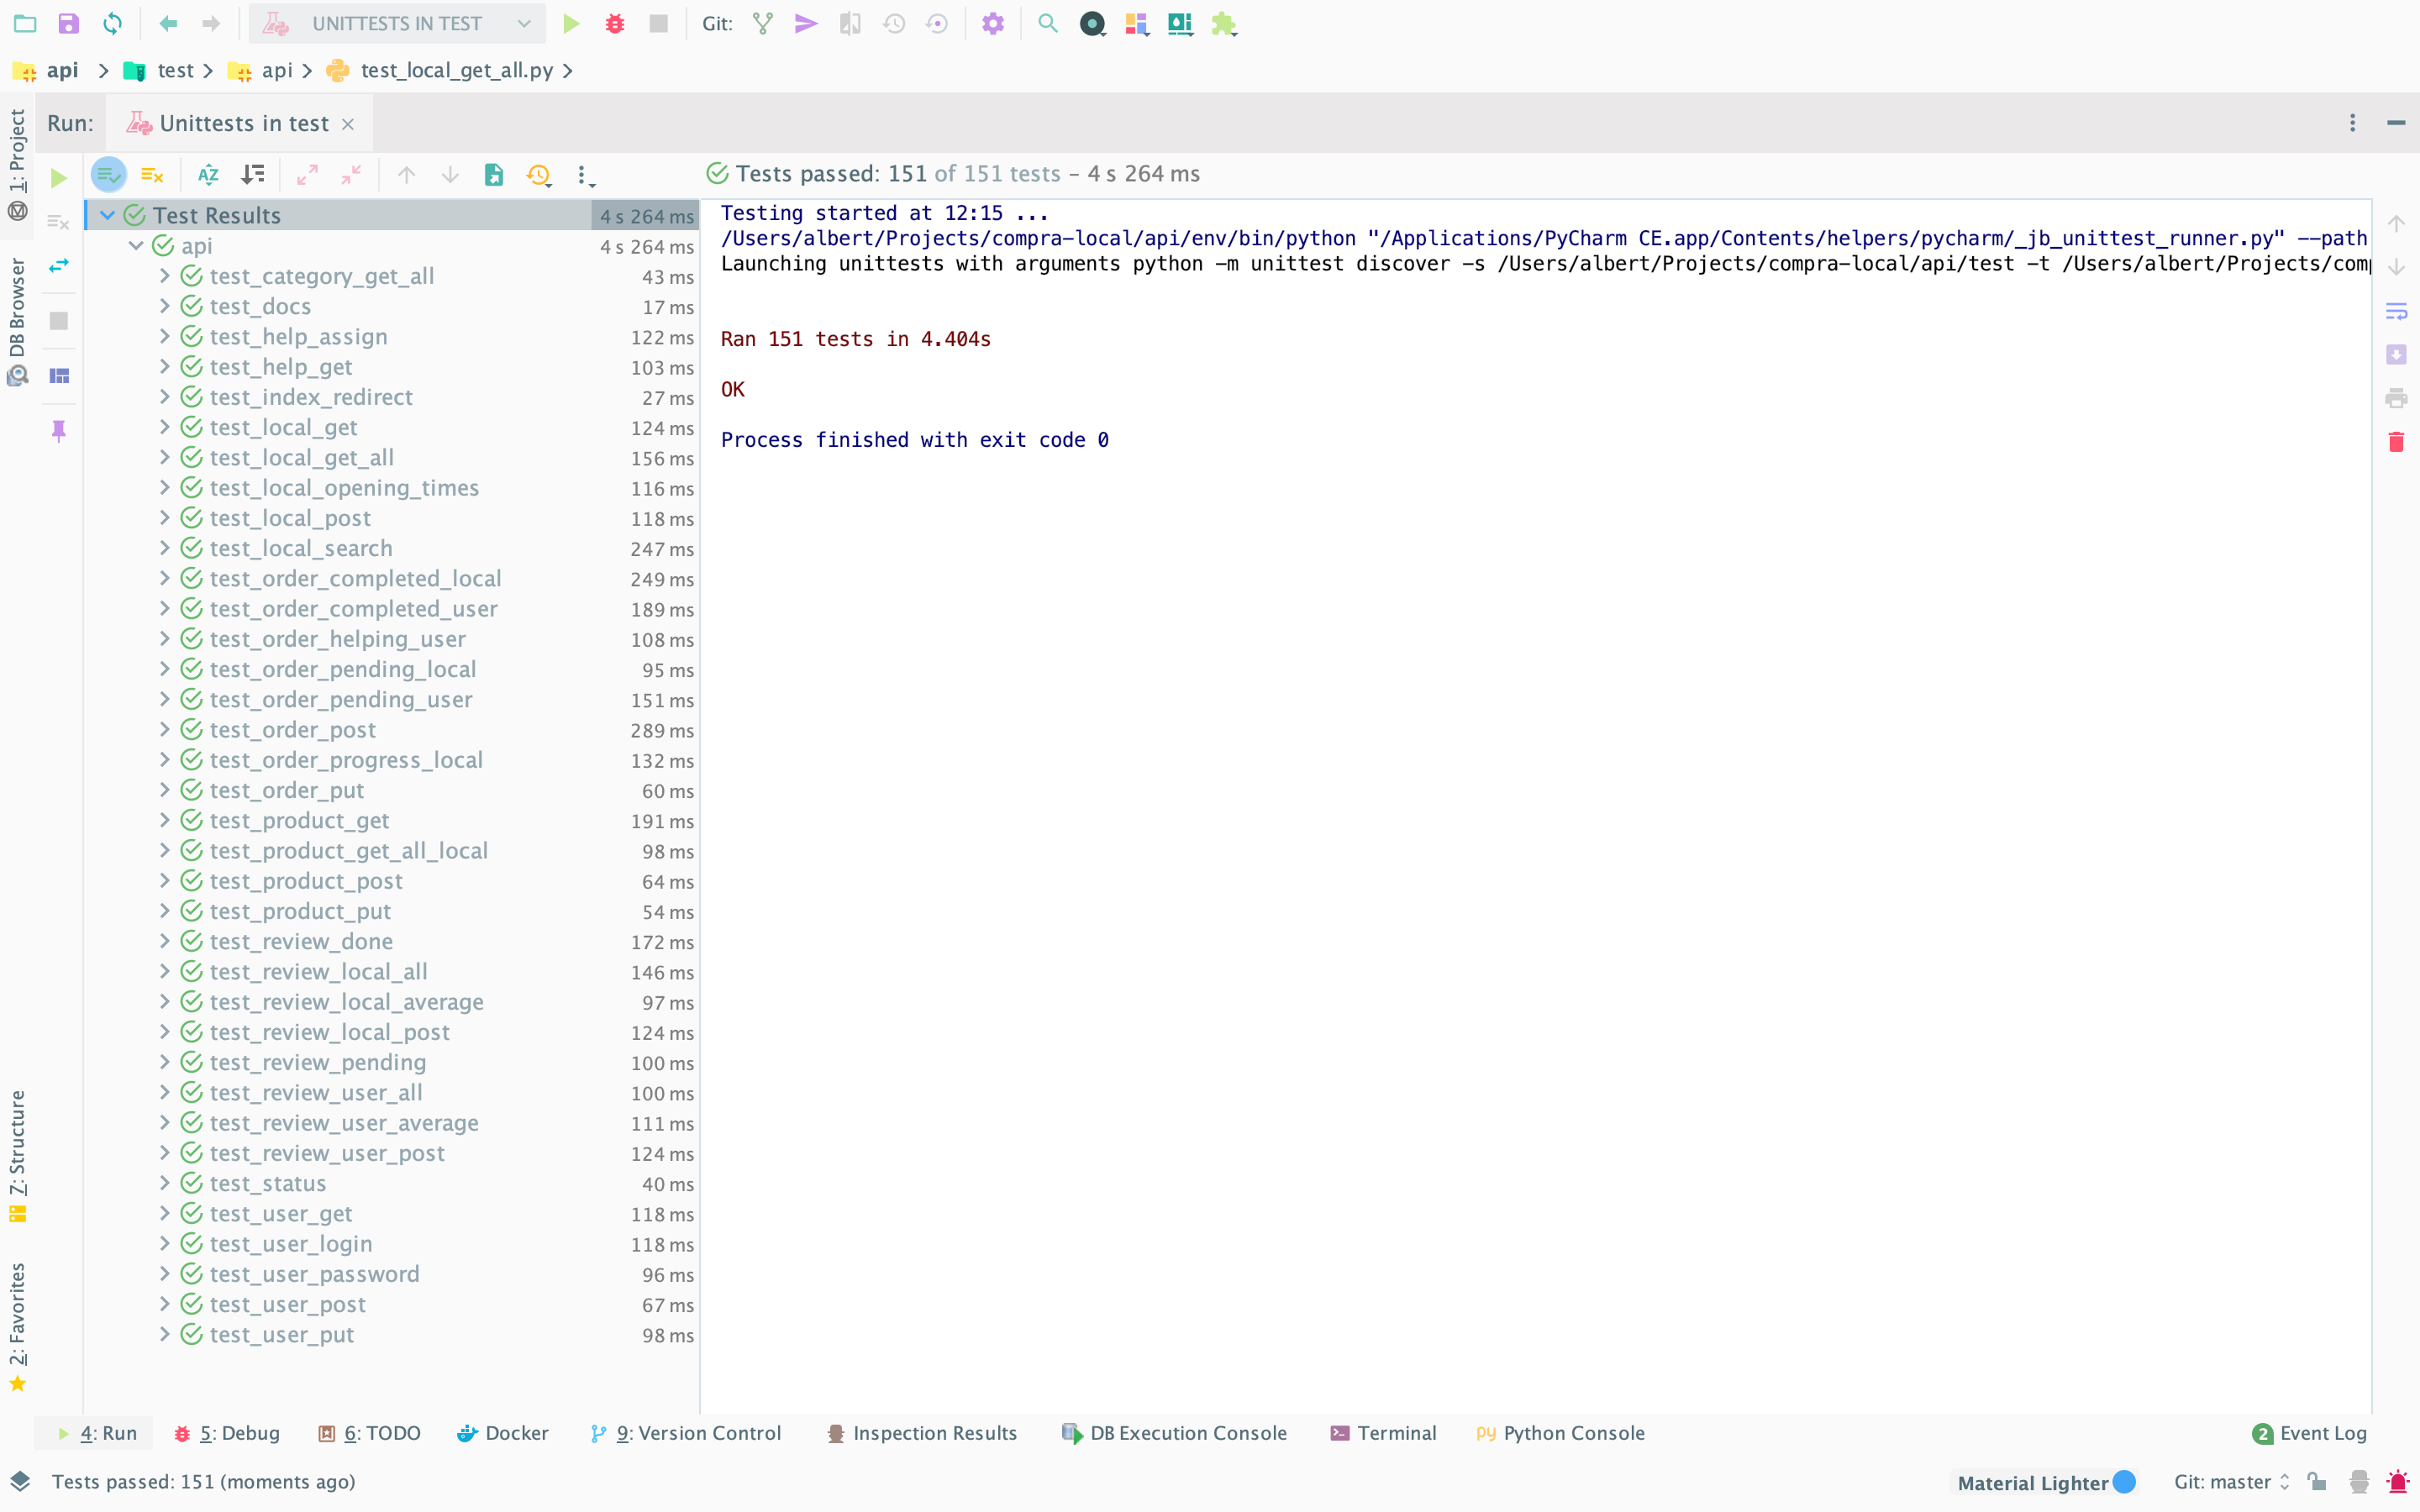 UNITTESTS IN TEST Git:
api test api test_local_get_all.py
Run: Unittests in test
Tests passed: 151 of 151 tests – 4 s 264 ms
1: Project
DB Browser
7: Structure
2: Favorites
Test Results 4 s 264 ms
api 4 s 264 ms
test_category_get_all 43 ms
test_docs 17 ms
test_help_assign 122 ms
test_help_get 103 ms
test_index_redirect 27 ms
test_local_get 124 ms
test_local_get_all 156 ms
test_local_opening_times 116 ms
test_local_post 118 ms
test_local_search 247 ms
test_order_completed_local 249 ms
test_order_completed_user 189 ms
test_order_helping_user 108 ms
test_order_pending_local 95 ms
test_order_pending_user 151 ms
test_order_post 289 ms
test_order_progress_local 132 ms
test_order_put 60 ms
test_product_get 191 ms
test_product_get_all_local 98 ms
test_product_post 64 ms
test_product_put 54 ms
test_review_done 172 ms
test_review_local_all 146 ms
test_review_local_average 97 ms
test_review_local_post 124 ms
test_review_pending 100 ms
test_review_user_all 100 ms
test_review_user_average 111 ms
test_review_user_post 124 ms
test_status 40 ms
test_user_get 118 ms
test_user_login 118 ms
test_user_password 96 ms
test_user_post 67 ms
test_user_put 98 ms
Testing started at 12:15 ...
/Users/albert/Projects/compra-local/api/env/bin/python "/Applications/PyCharm CE.app/Contents/helpers/pycharm/_jb_unittest_runner.py" --path
Launching unittests with arguments python -m unittest discover -s /Users/albert/Projects/compra-local/api/test -t /Users/albert/Projects/com
Ran 151 tests in 4.404s
OK
Process finished with exit code 0
4: Run 5: Debug 6: TODO Docker 9: Version Control Inspection Results DB Execution Console Terminal Python Console 2 Event Log
Tests passed: 151 (moments ago) Material Lighter Git: master